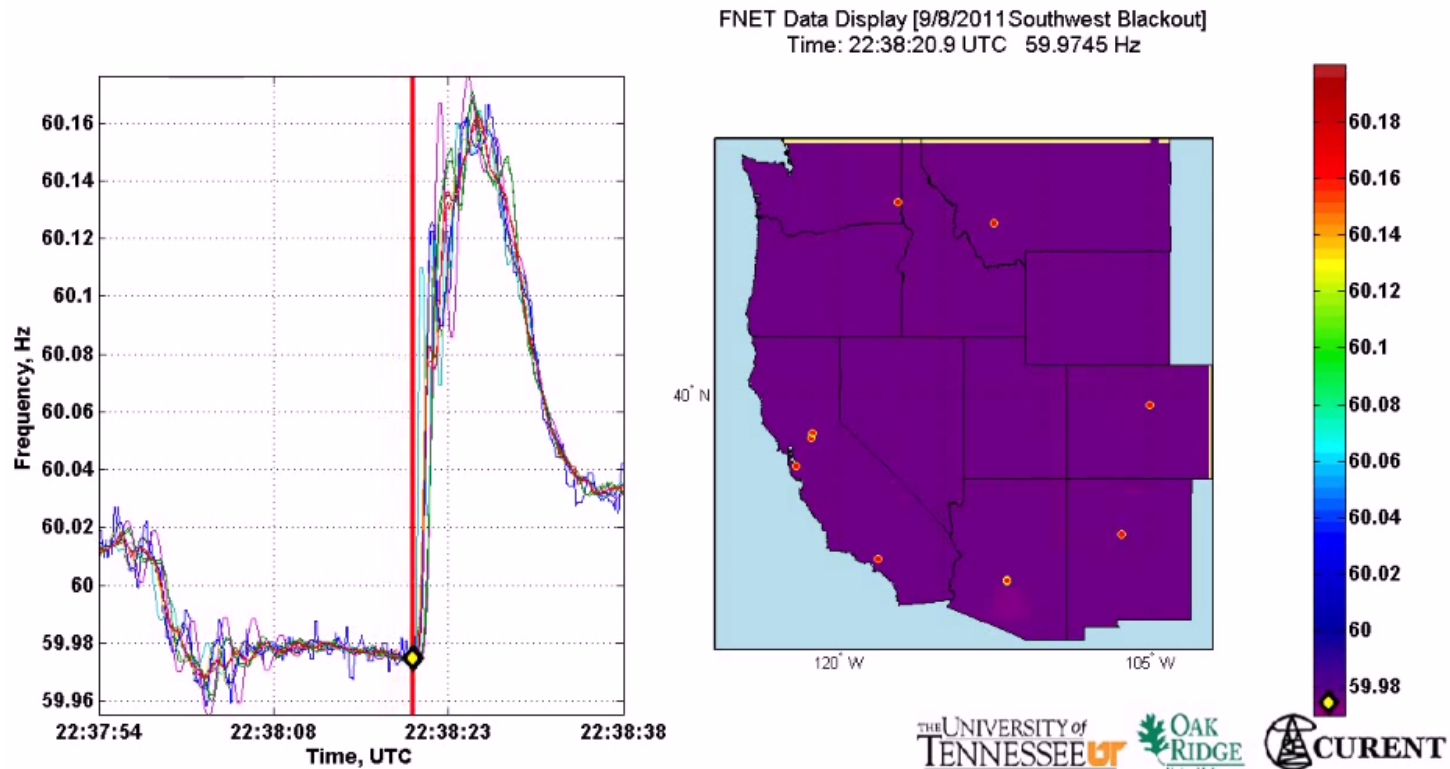 FNET Data Display [9/8/2011Southwest Blackout]
Time: 22:38:20.9 UTC 59.9745 Hz
60.16
60.14
60.12
60.1
60.08
60.06
60.04
60.02
60
59.98
59.96
Frequency, Hz
22:37:54
22:38:08
22:38:23
22:38:38
Time, UTC
40° N
120° W
105° W
60.18
60.16
60.14
60.12
60.1
60.08
60.06
60.04
60.02
60
59.98
THE UNIVERSITY of
TENNESSEE UT
OAK
RIDGE
CURENT